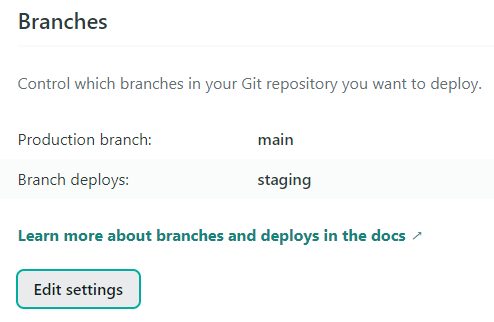 Branches
Control which branches in your Git repository you want to deploy.
Production branch: main
Branch deploys: staging
Learn more about branches and deploys in the docs ↗
Edit settings